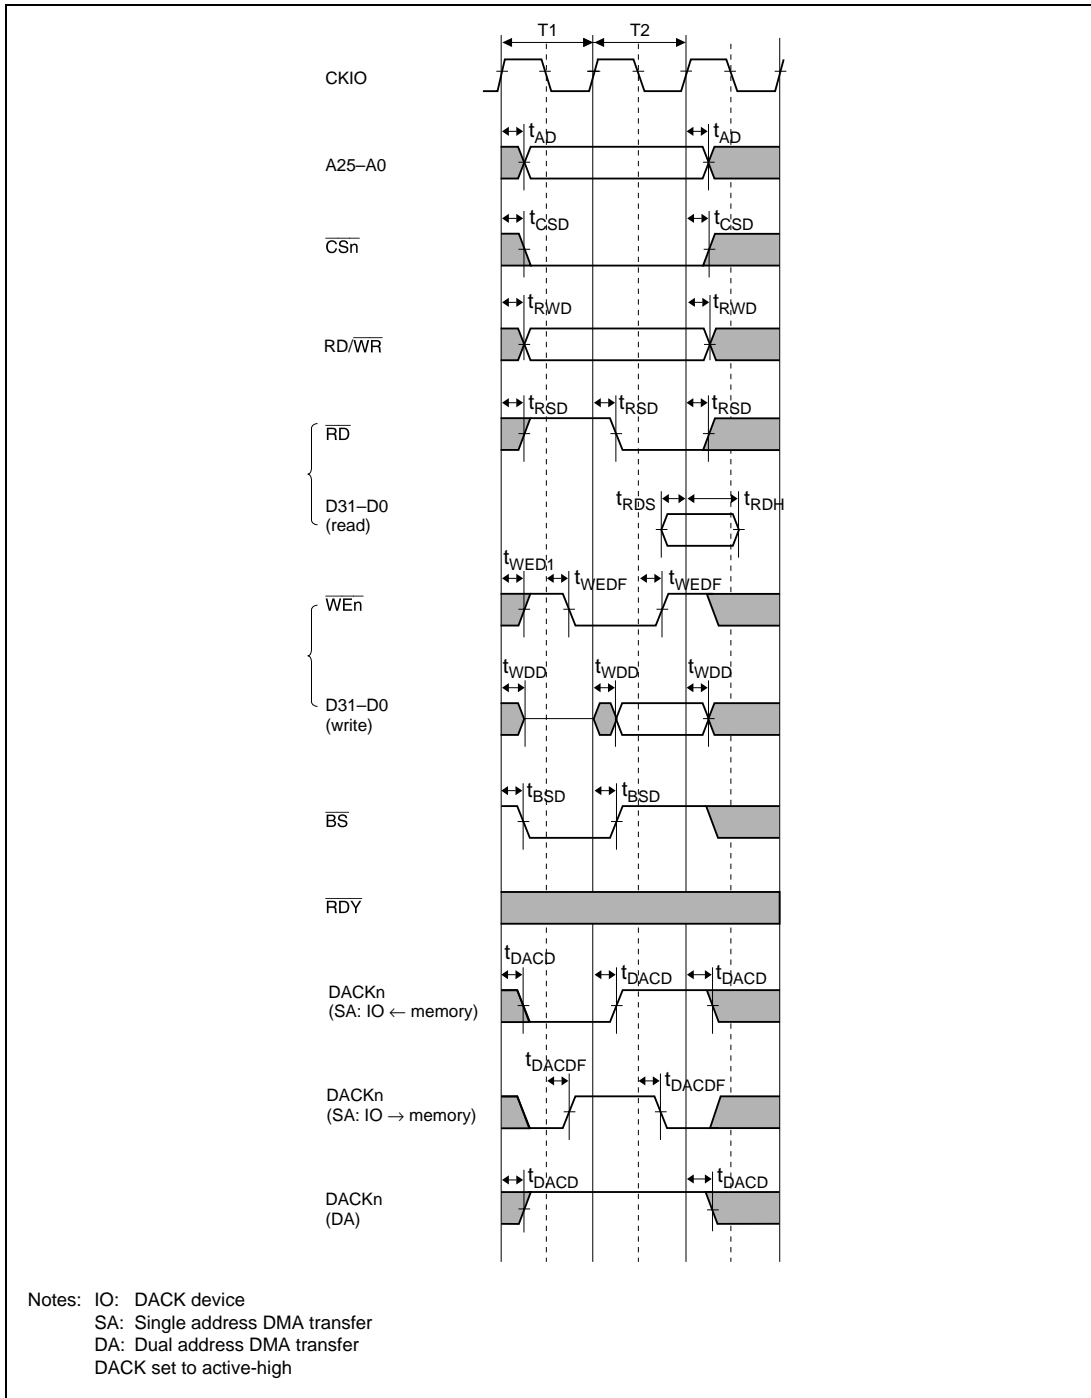 T1 T2
CKIO
tAD tAD
A25–A0
tCSD tCSD
CSn
tRWD tRWD
RD/WR
tRSD tRSD tRSD
RD
D31–D0
(read)
tRDS tRDH
tWED1
tWEDF tWEDF
WEn
tWDD tWDD tWDD
D31–D0
(write)
tBSD tBSD
BS
RDY
tDACD
tDACD tDACD
DACKn
(SA: IO ← memory)
tDACDF
tDACDF
DACKn
(SA: IO → memory)
tDACD tDACD
DACKn
(DA)
Notes: IO: DACK device
SA: Single address DMA transfer
DA: Dual address DMA transfer
DACK set to active-high